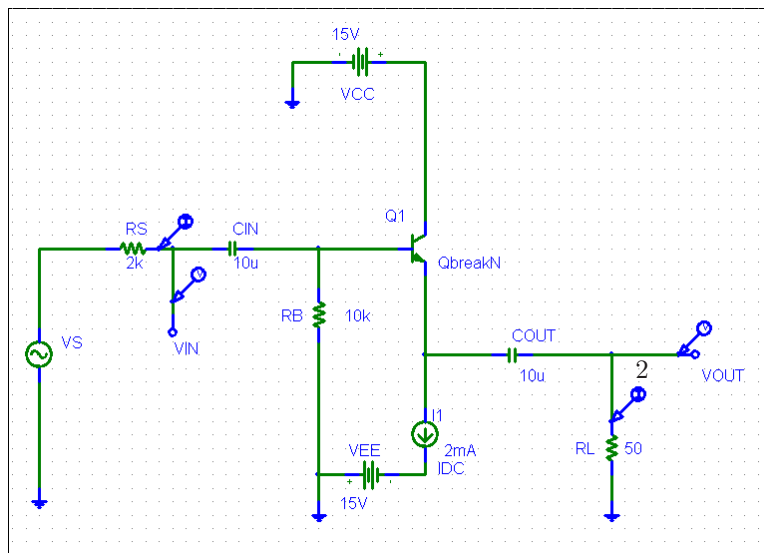 15V
- +
VCC
Q1
RS
CIN
2k
10u
QbreakN
V
RB
10k
VS
VIN
COUT
V
10u
2
VOUT
I1
VEE
2mA
RL
50
+ -
IDC
15V